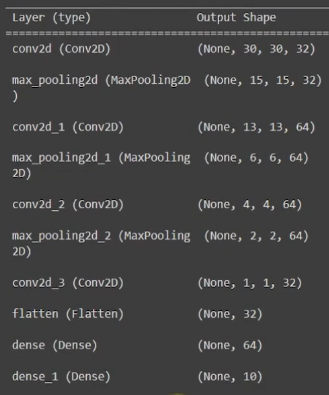 Layer (type) Output Shape
=================================================
conv2d (Conv2D) (None, 30, 30, 32)
max_pooling2d (MaxPooling2D (None, 15, 15, 32)
)
conv2d_1 (Conv2D) (None, 13, 13, 64)
max_pooling2d_1 (MaxPooling (None, 6, 6, 64)
2D)
conv2d_2 (Conv2D) (None, 4, 4, 64)
max_pooling2d_2 (MaxPooling (None, 2, 2, 64)
2D)
conv2d_3 (Conv2D) (None, 1, 1, 32)
flatten (Flatten) (None, 32)
dense (Dense) (None, 64)
dense_1 (Dense) (None, 10)